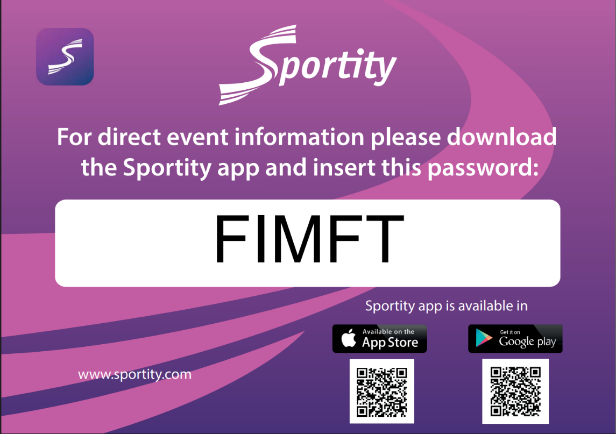 Sportity
For direct event information please download
the Sportity app and insert this password:
FIMFT
Sportity app is available in
Available on the
App Store
Get it on
Google play
www.sportity.com